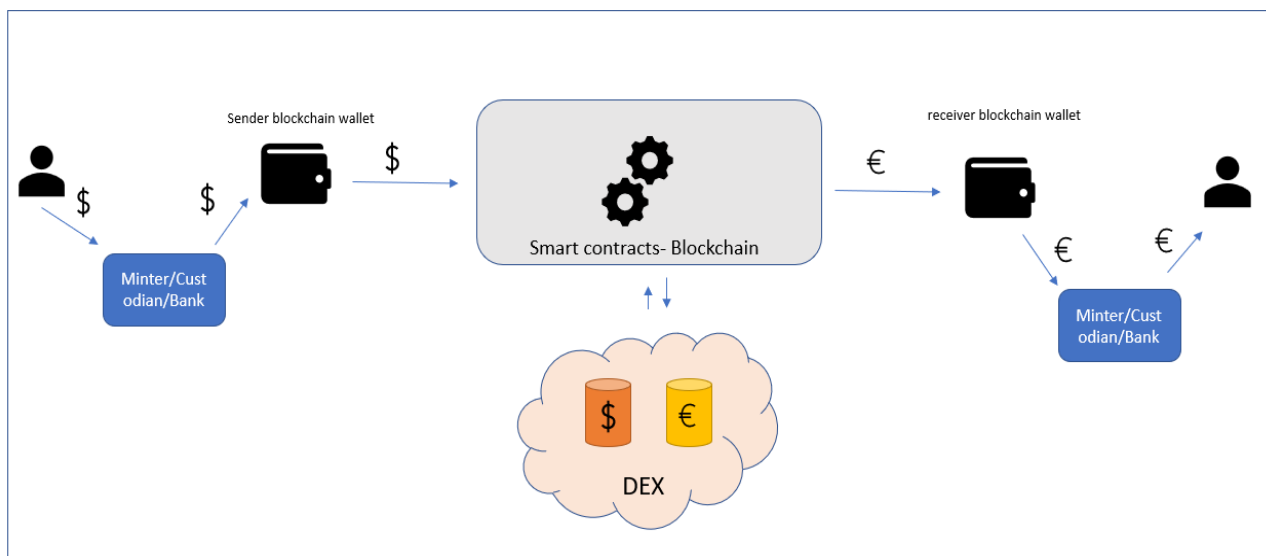 Sender blockchain wallet
receiver blockchain wallet
$
$
$
€
€
€
Minter/Cust
odian/Bank
Smart contracts- Blockchain
Minter/Cust
odian/Bank
$
€
DEX